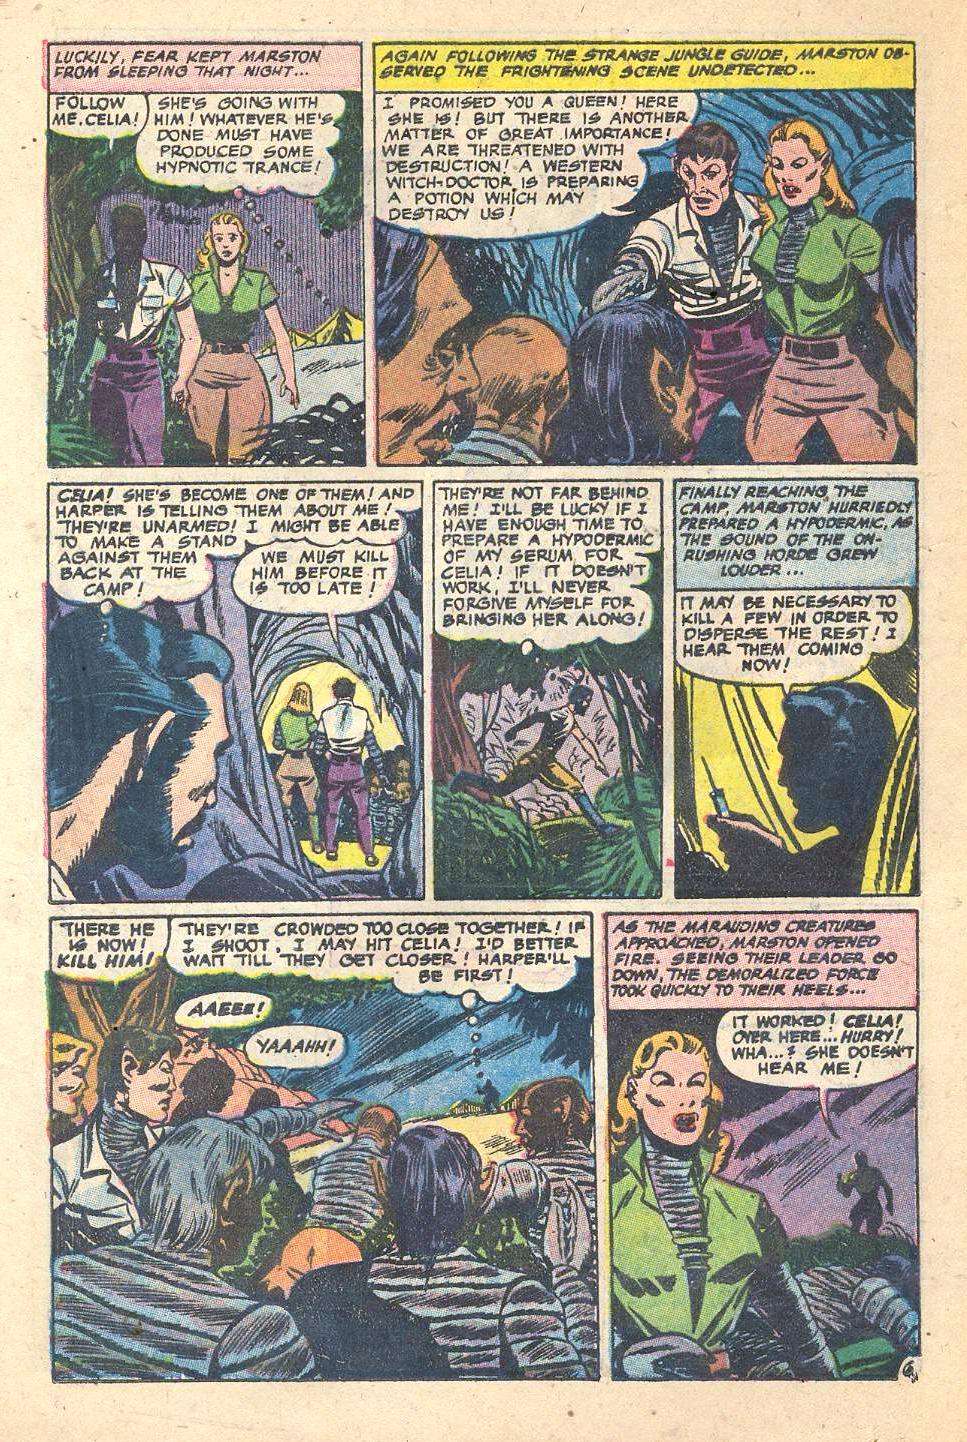 LUCKILY, FEAR KEPT MARSTON
FROM SLEEPING THAT NIGHT...
FOLLOW
ME, CELIA!
SHE'S GOING WITH
HIM! WHATEVER HE'S
DONE MUST HAVE
PRODUCED SOME
HYPNOTIC TRANCE!
AGAIN FOLLOWING THE STRANGE JUNGLE GUIDE, MARSTON OB-
SERVED THE FRIGHTENING SCENE UNDETECTED...
I PROMISED YOU A QUEEN! HERE
SHE IS! BUT THERE IS ANOTHER
MATTER OF GREAT IMPORTANCE!
WE ARE THREATENED WITH
DESTRUCTION! A WESTERN
WITCH-DOCTOR IS PREPARING
A POTION WHICH MAY
DESTROY US!
CELIA! SHE'S BECOME ONE OF THEM! AND
HARPER IS TELLING THEM ABOUT ME!
THEY'RE UNARMED! I MIGHT BE ABLE
TO MAKE A STAND
AGAINST THEM
BACK AT THE
CAMP!
WE MUST KILL
HIM BEFORE IT
IS TOO LATE!
THEY'RE NOT FAR BEHIND
ME! I'LL BE LUCKY IF I
HAVE ENOUGH TIME TO
PREPARE A HYPODERMIC
OF MY SERUM FOR
CELIA! IF IT DOESN'T
WORK, I'LL NEVER
FORGIVE MYSELF FOR
BRINGING HER ALONG!
FINALLY REACHING THE
CAMP, MARSTON HURRIEDLY
PREPARED A HYPODERMIC, AS
THE SOUND OF THE ON-
RUSHING HORDE GREW
LOUDER...
IT MAY BE NECESSARY TO
KILL A FEW IN ORDER TO
DISPERSE THE REST! I
HEAR THEM COMING
NOW!
THERE HE
IS NOW!
KILL HIM!
THEY'RE CROWDED TOO CLOSE TOGETHER! IF
I SHOOT, I MAY HIT CELIA! I'D BETTER
WAIT TILL THEY GET CLOSER! HARPER'LL
BE FIRST!
AAEEE!
YAAAHH!
AS THE MARAUDING CREATURES
APPROACHED, MARSTON OPENED
FIRE. SEEING THEIR LEADER GO
DOWN, THE DEMORALIZED FORCE
TOOK QUICKLY TO THEIR HEELS...
IT WORKED! CELIA!
OVER HERE...HURRY!
WHA...? SHE DOESN'T
HEAR ME!
6